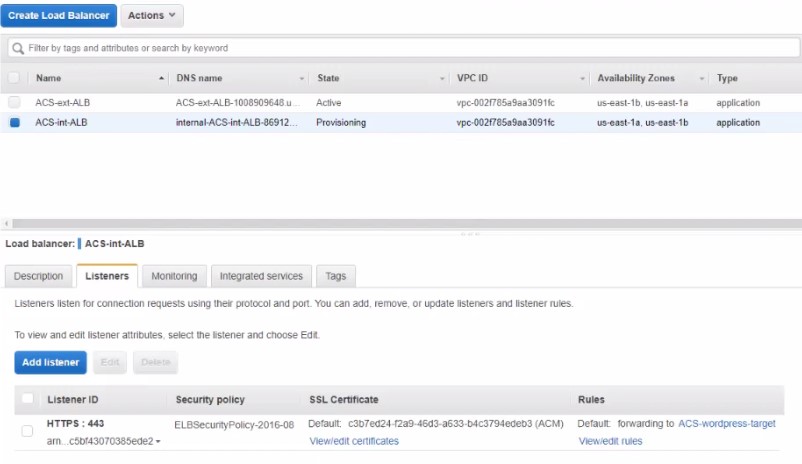 Create Load Balancer Actions
Filter by tags and attributes or search by keyword
Name DNS name State VPC ID Availability Zones Type
ACS-ext-ALB ACS-ext-ALB-1008909648.u... Active vpc-002f785a9aa3091fc us-east-1b, us-east-1a application
ACS-int-ALB internal-ACS-int-ALB-86912... Provisioning vpc-002f785a9aa3091fc us-east-1a, us-east-1b application
Load balancer: ACS-int-ALB
Description Listeners Monitoring Integrated services Tags
Listeners listen for connection requests using their protocol and port. You can add, remove, or update listeners and listener rules.
To view and edit listener attributes, select the listener and choose Edit.
Add listener Edit Delete
Listener ID Security policy SSL Certificate Rules
HTTPS : 443 ELBSecurityPolicy-2016-08 Default: c3b7ed24-f2a9-46d3-a633-b4c3794edeb3 (ACM) Default: forwarding to ACS-wordpress-target
arn...c5bf43070385ede2 View/edit certificates View/edit rules